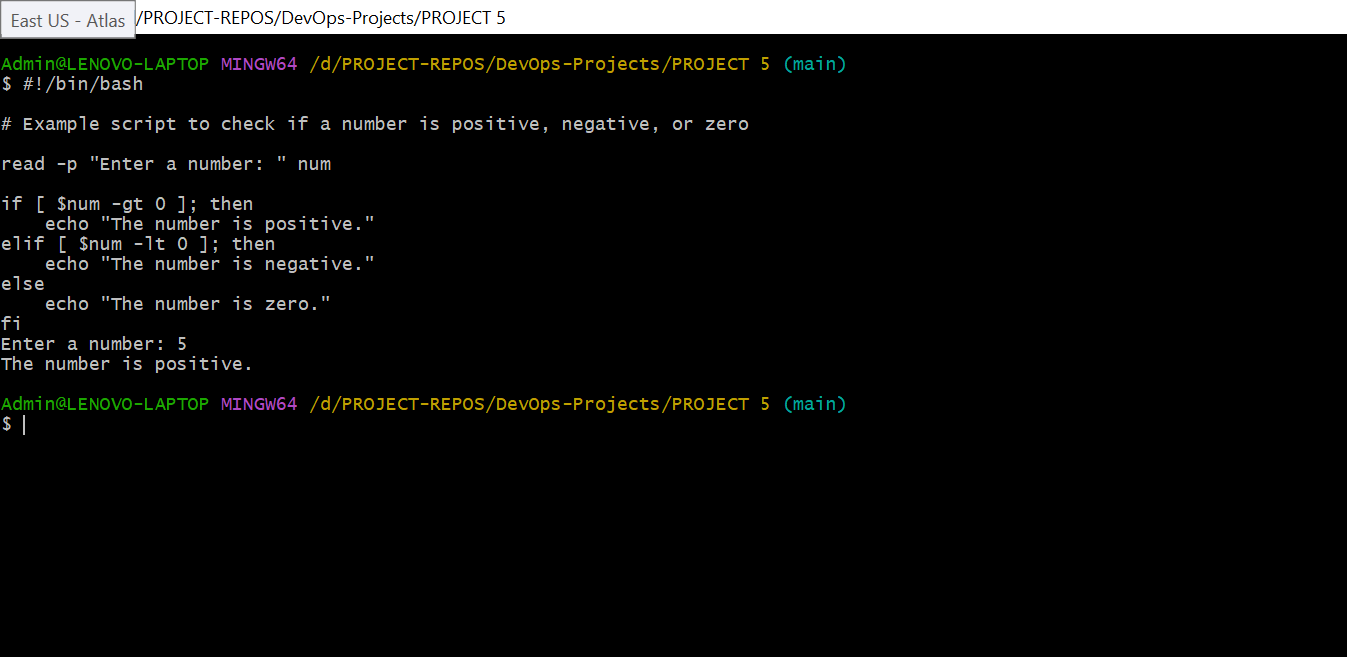 East US - Atlas /PROJECT-REPOS/DevOps-Projects/PROJECT 5
Admin@LENOVO-LAPTOP MINGW64 /d/PROJECT-REPOS/DevOps-Projects/PROJECT 5 (main)
$ #!/bin/bash
# Example script to check if a number is positive, negative, or zero
read -p "Enter a number: " num
if [ $num -gt 0 ]; then
    echo "The number is positive."
elif [ $num -lt 0 ]; then
    echo "The number is negative."
else
    echo "The number is zero."
fi
Enter a number: 5
The number is positive.
Admin@LENOVO-LAPTOP MINGW64 /d/PROJECT-REPOS/DevOps-Projects/PROJECT 5 (main)
$